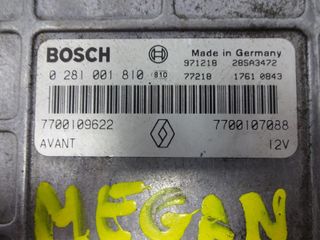 BOSCH Made in Germany
971218 28SA3472
0 281 001 810 810 77218 1761 0843
7700109622 7700107088
AVANT 12V
MEGAN